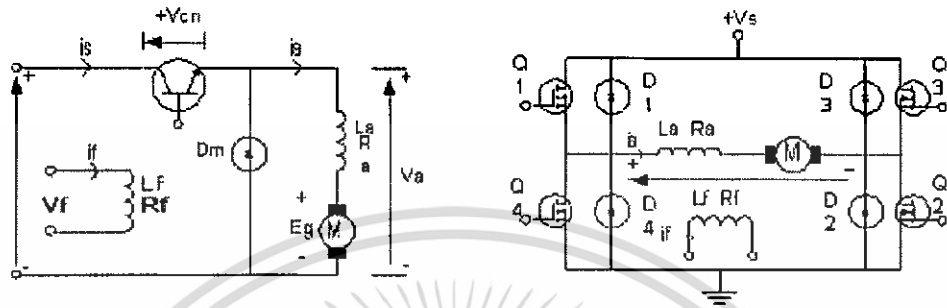 +Vcn
is
ia
+
+
Dm
La
R
a
Va
if
Lf
Vf
Rf
+
Eg
M
-
-
-
+Vs
Q
1
D
1
D
3
Q
3
ia
La Ra
M
+
-
Q
4
D
4
Lf Rf
if
D
2
Q
2